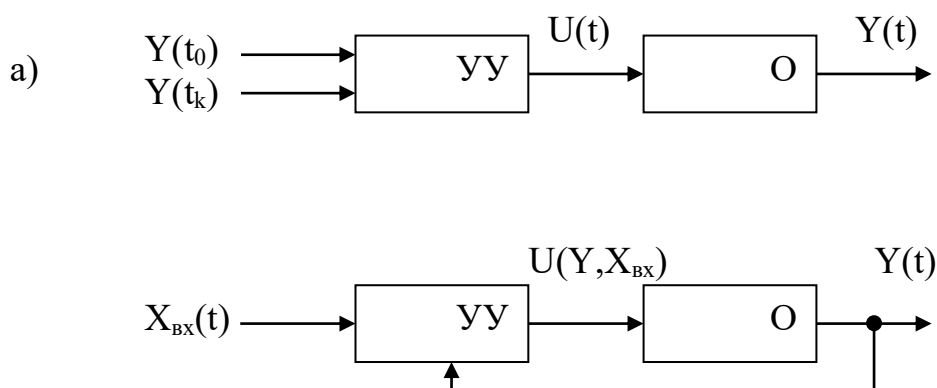 а)
Y(t₀)
Y(tₖ)
УУ
U(t)
О
Y(t)
Xвх(t)
УУ
U(Y,Xвх)
О
Y(t)